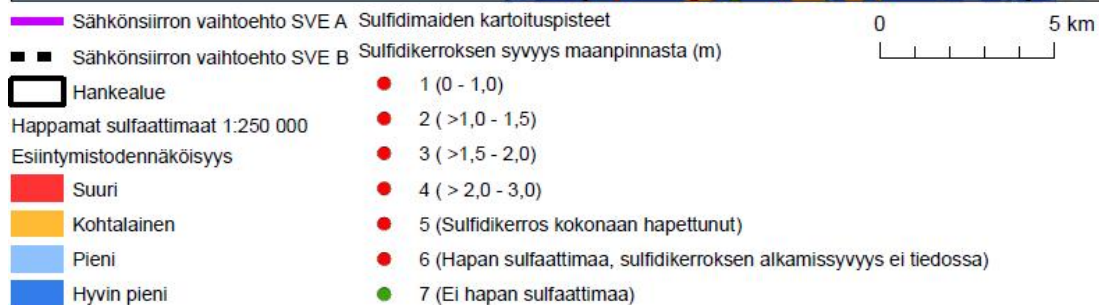 Sähkönsiirron vaihtoehto SVE A
Sähkönsiirron vaihtoehto SVE B
Hankealue
Happamat sulfaattimaat 1:250 000
Esiintymistodennäköisyys
Suuri
Kohtalainen
Pieni
Hyvin pieni
Sulfidimaiden kartoituspisteet
Sulfidikerroksen syvyys maanpinnasta (m)
1 (0 - 1,0)
2 ( >1,0 - 1,5)
3 ( >1,5 - 2,0)
4 ( > 2,0 - 3,0)
5 (Sulfidikerros kokonaan hapettunut)
6 (Hapan sulfaattimaa, sulfidikerroksen alkamissyvyys ei tiedossa)
7 (Ei hapan sulfaattimaa)
0 5 km